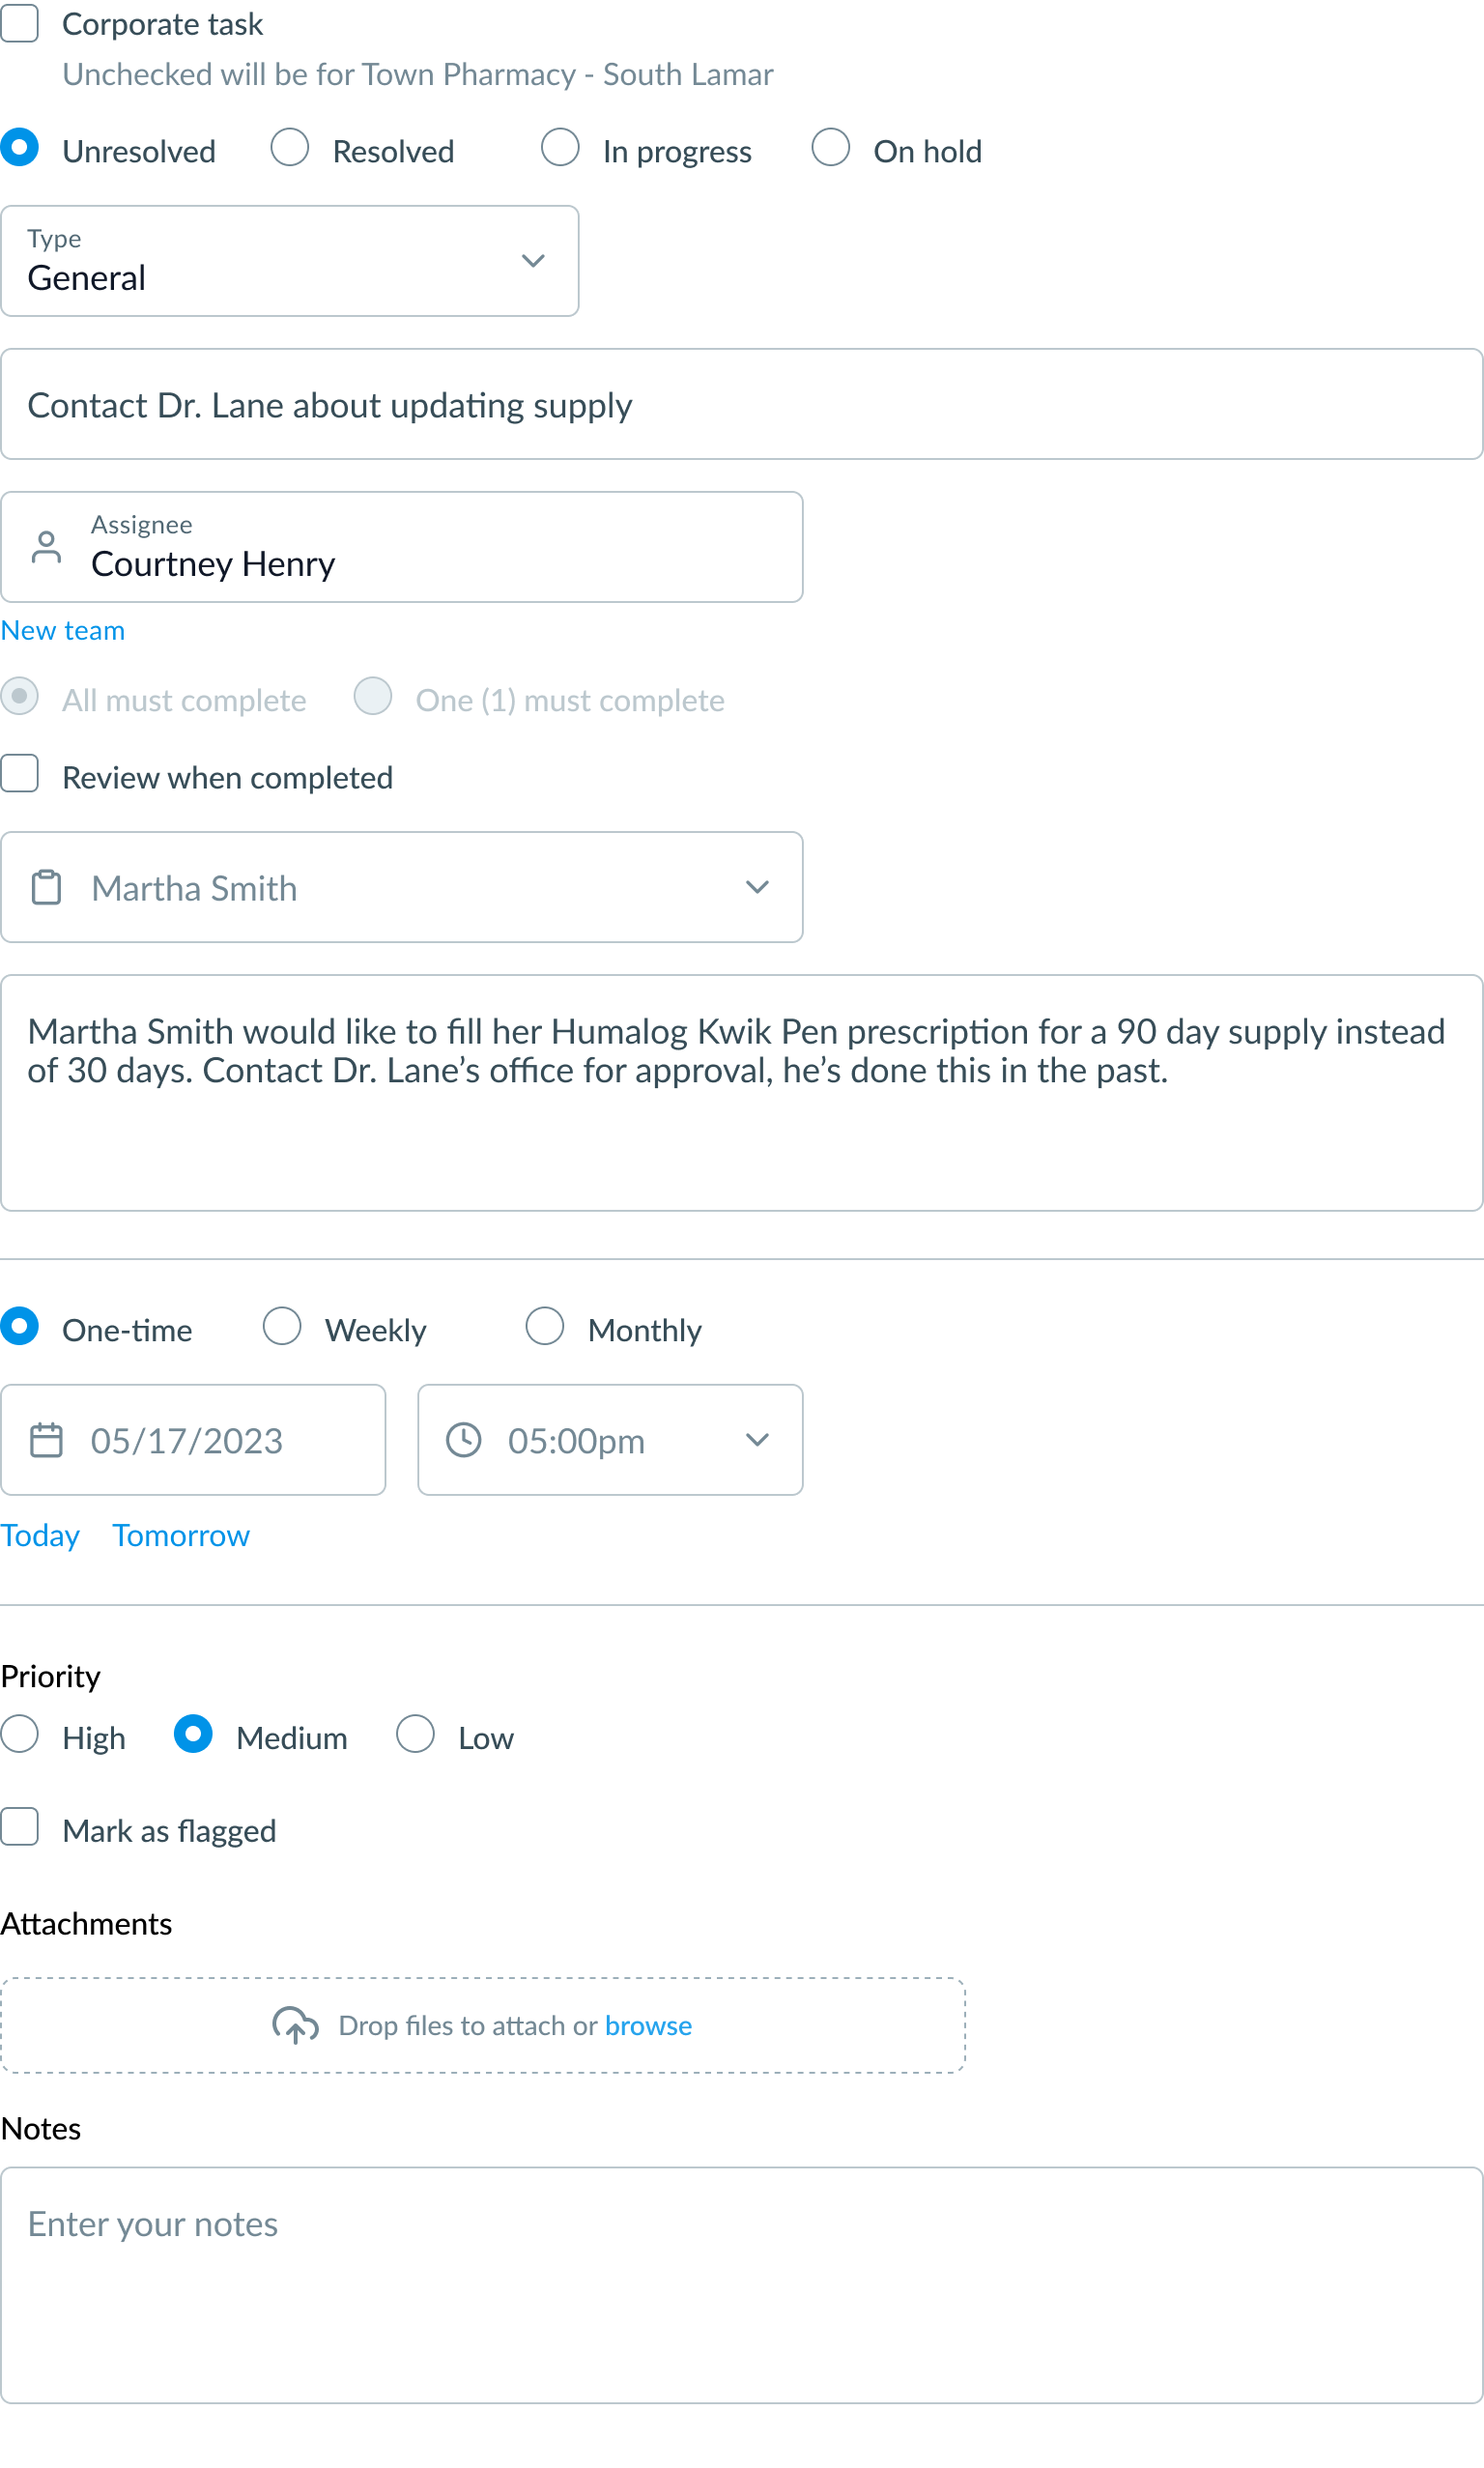 Corporate task
Unchecked will be for Town Pharmacy - South Lamar
Unresolved Resolved In progress On hold
Type
General
Contact Dr. Lane about updating supply
Assignee
Courtney Henry
New team
All must complete One (1) must complete
Review when completed
Martha Smith
Martha Smith would like to fill her Humalog Kwik Pen prescription for a 90 day supply instead
of 30 days. Contact Dr. Lane’s office for approval, he’s done this in the past.
One-time Weekly Monthly
05/17/2023 05:00pm
Today Tomorrow
Priority
High Medium Low
Mark as flagged
Attachments
Drop files to attach or browse
Notes
Enter your notes